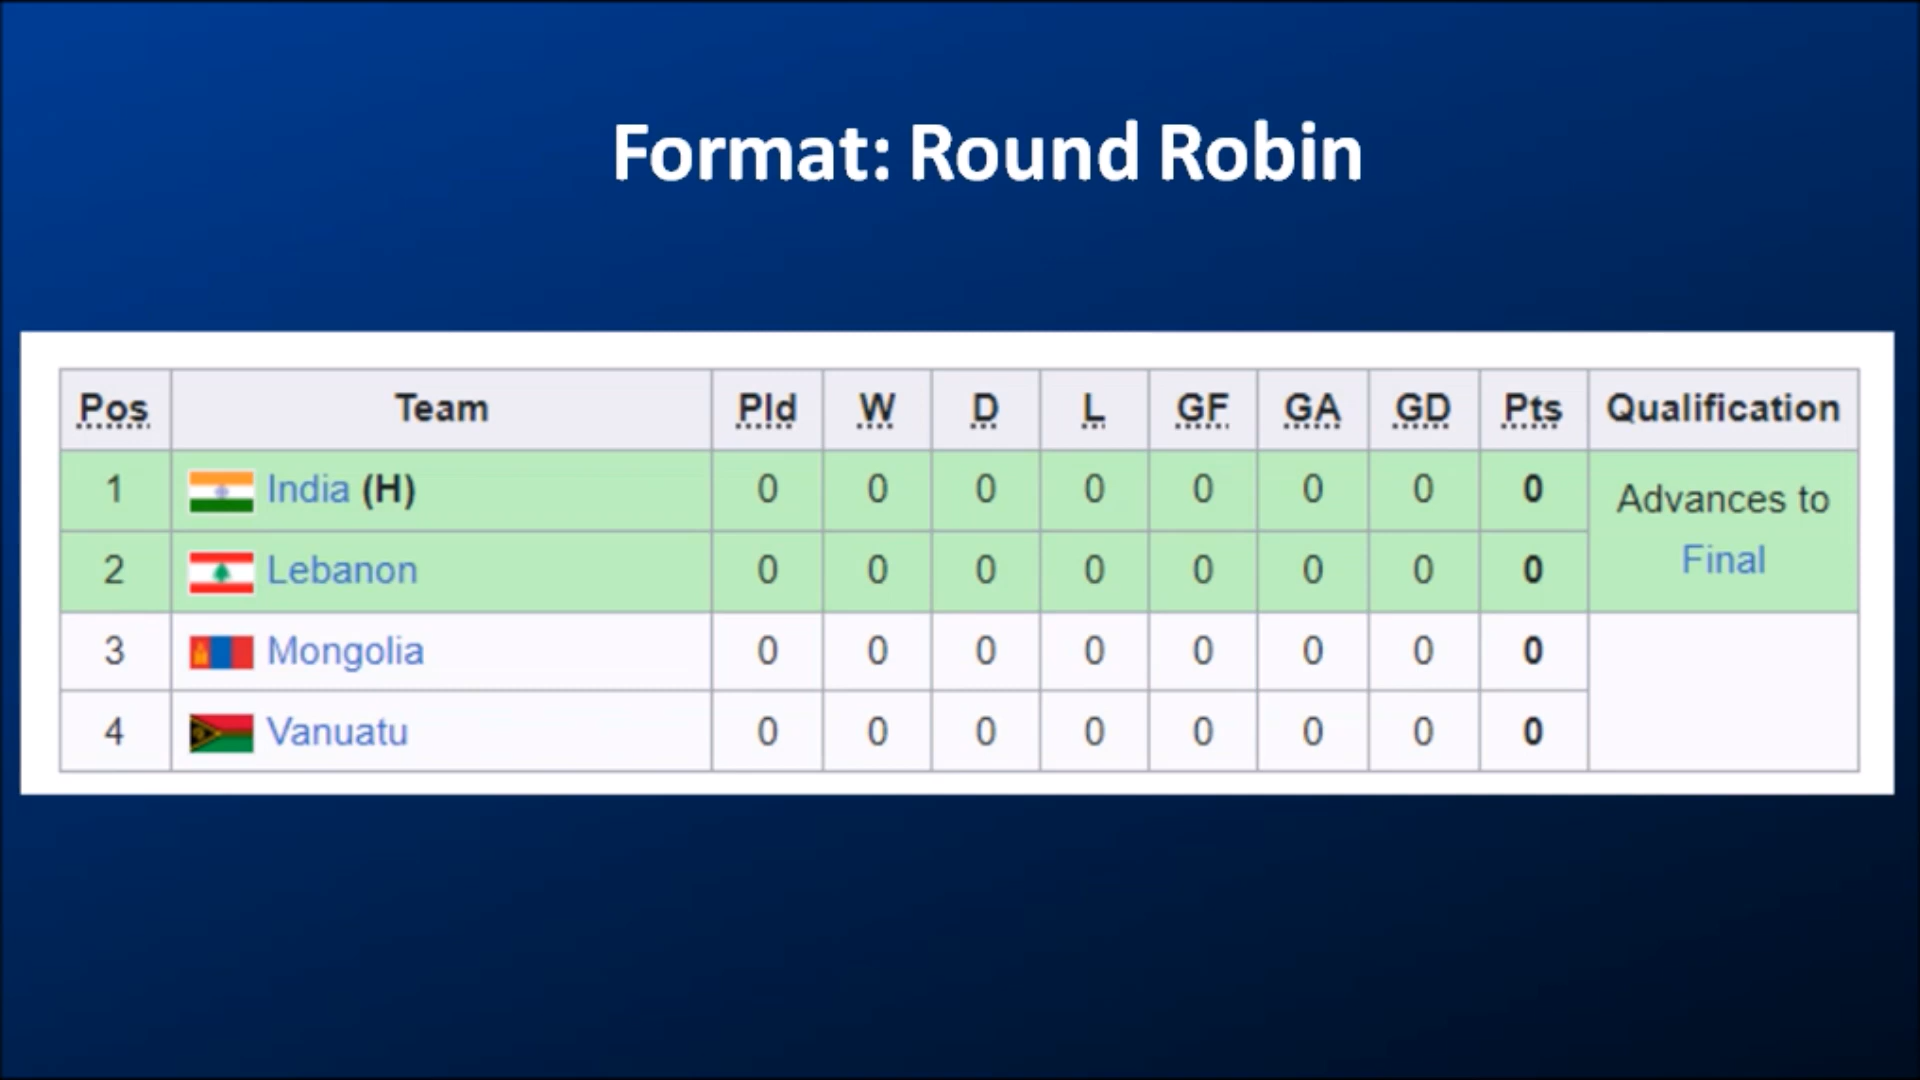 Format: Round Robin
Pos Team Pld W D L GF GA GD Pts Qualification
1 India (H) 0 0 0 0 0 0 0 0 Advances to Final
2 Lebanon 0 0 0 0 0 0 0 0
3 Mongolia 0 0 0 0 0 0 0 0
4 Vanuatu 0 0 0 0 0 0 0 0